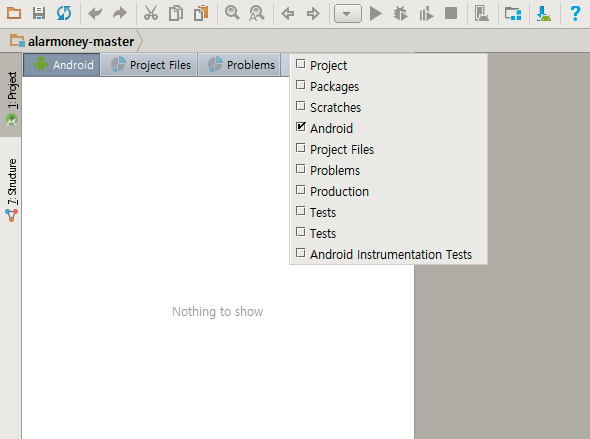 alarmoney-master
Android Project Files Problems
1: Project
7: Structure
Project
Packages
Scratches
Android
Project Files
Problems
Production
Tests
Tests
Android Instrumentation Tests
Nothing to show